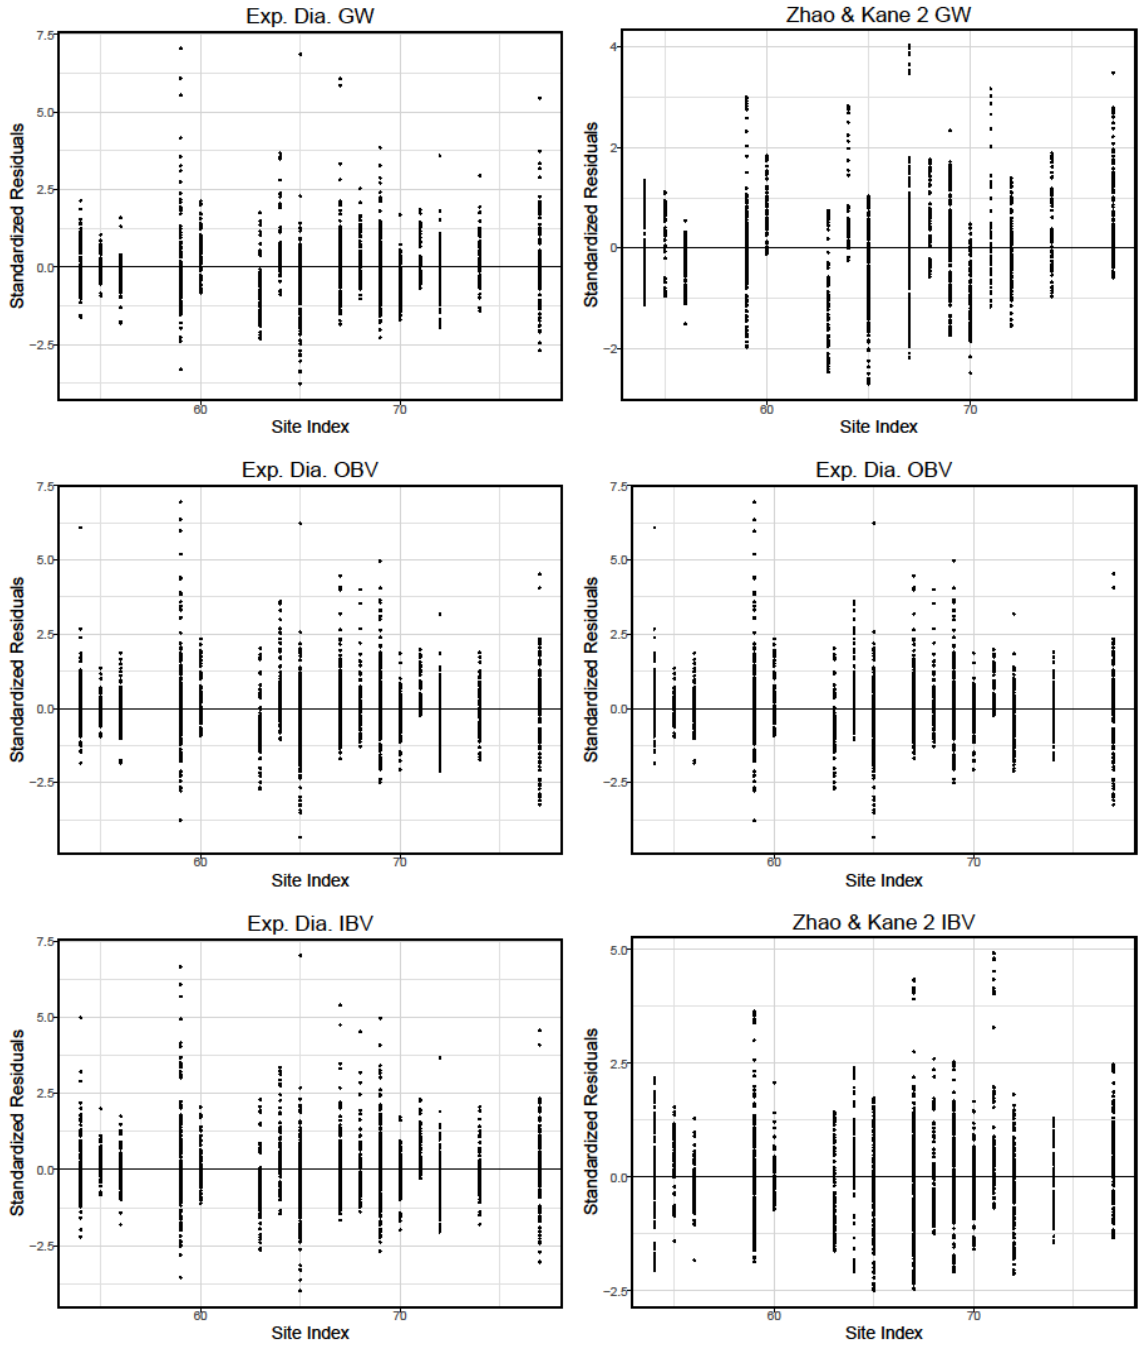 Exp. Dia. GW
7.5
5.0
2.5
0.0
−2.5
Standardized Residuals
60
70
Site Index
Zhao & Kane 2 GW
4
2
0
−2
Standardized Residuals
60
70
Site Index
Exp. Dia. OBV
7.5
5.0
2.5
0.0
−2.5
Standardized Residuals
60
70
Site Index
Exp. Dia. OBV
7.5
5.0
2.5
0.0
−2.5
Standardized Residuals
60
70
Site Index
Exp. Dia. IBV
7.5
5.0
2.5
0.0
−2.5
Standardized Residuals
60
70
Site Index
Zhao & Kane 2 IBV
5.0
2.5
0.0
−2.5
Standardized Residuals
60
70
Site Index